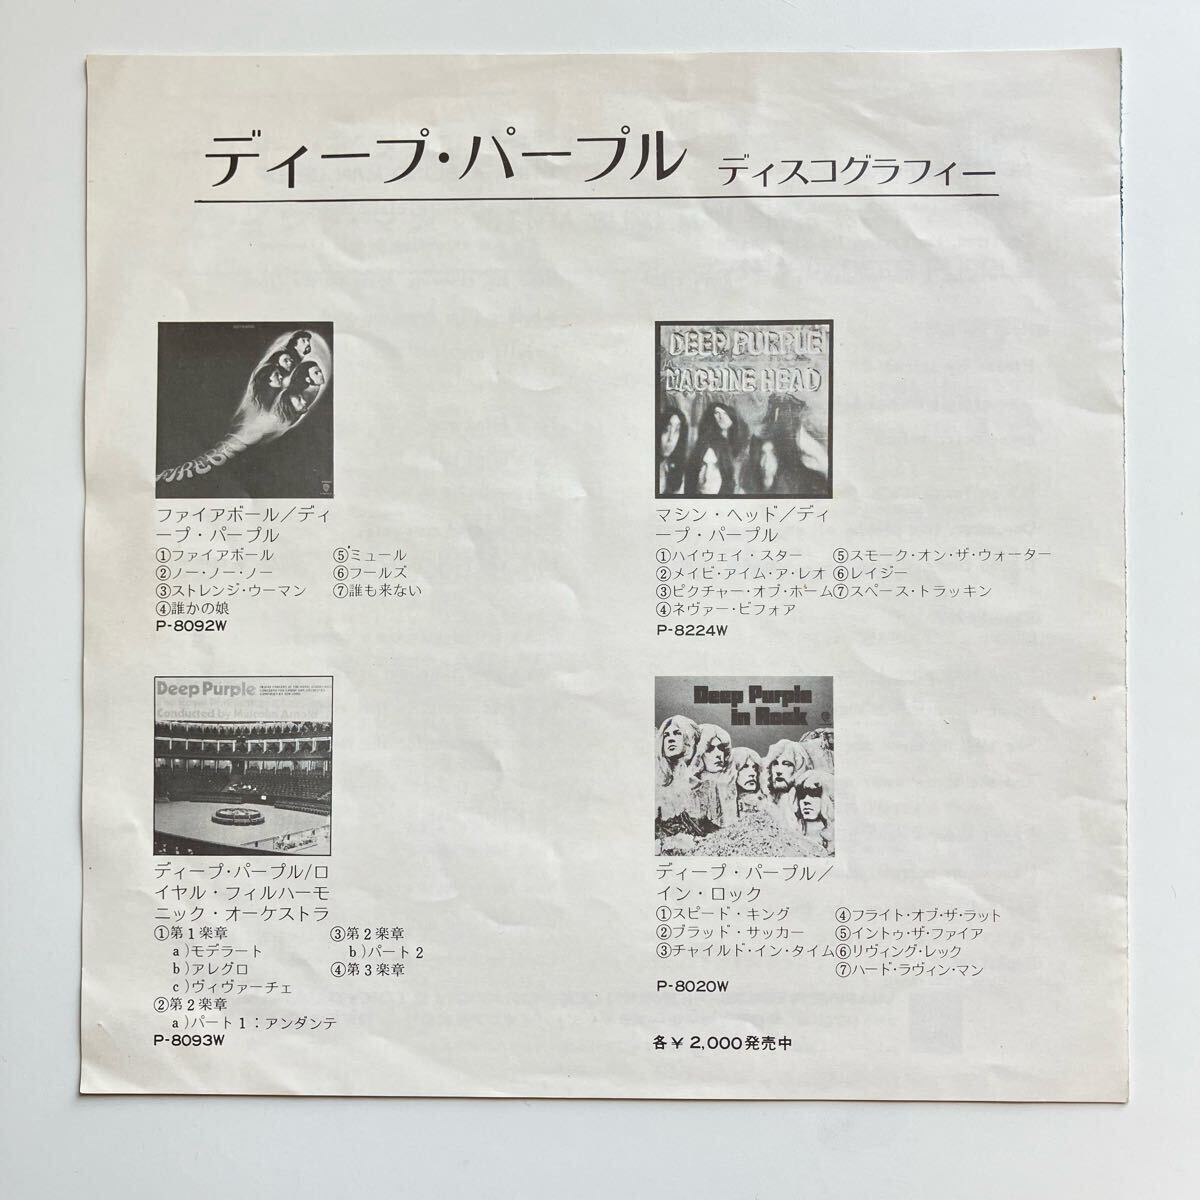 ディープ・パープル ディスコグラフィー
ファイアボール／ディ
ープ・パープル
①ファイアボール ⑤ミュール
②ノー・ノー・ノー ⑥フールズ
③ストレンジ・ウーマン ⑦誰も来ない
④誰かの娘
P-8092W
DEEP PURPLE
MACHINE HEAD
マシン・ヘッド／ディ
ープ・パープル
①ハイウェイ・スター ⑤スモーク・オン・ザ・ウォーター
②メイビ・アイム・ア・レオ ⑥レイジー
③ピクチャー・オブ・ホーム ⑦スペース・トラッキン
④ネヴァー・ビフォア
P-8224W
Deep Purple
Conducted by Malcolm Arnold
ディープ・パープル/ロ
イヤル・フィルハーモ
ニック・オーケストラ
①第１楽章 ③第２楽章
a)モデラート b)パート2
b)アレグロ ④第３楽章
c)ヴィヴァーチェ
②第２楽章
a)パート1：アンダンテ
P-8093W
Deep Purple
in Rock
ディープ・パープル／
イン・ロック
①スピード・キング ④フライト・オブ・ザ・ラット
②ブラッド・サッカー ⑤イントゥ・ザ・ファイア
③チャイルド・イン・タイム ⑥リヴィング・レック
⑦ハード・ラヴィン・マン
P-8020W
各￥2,000発売中